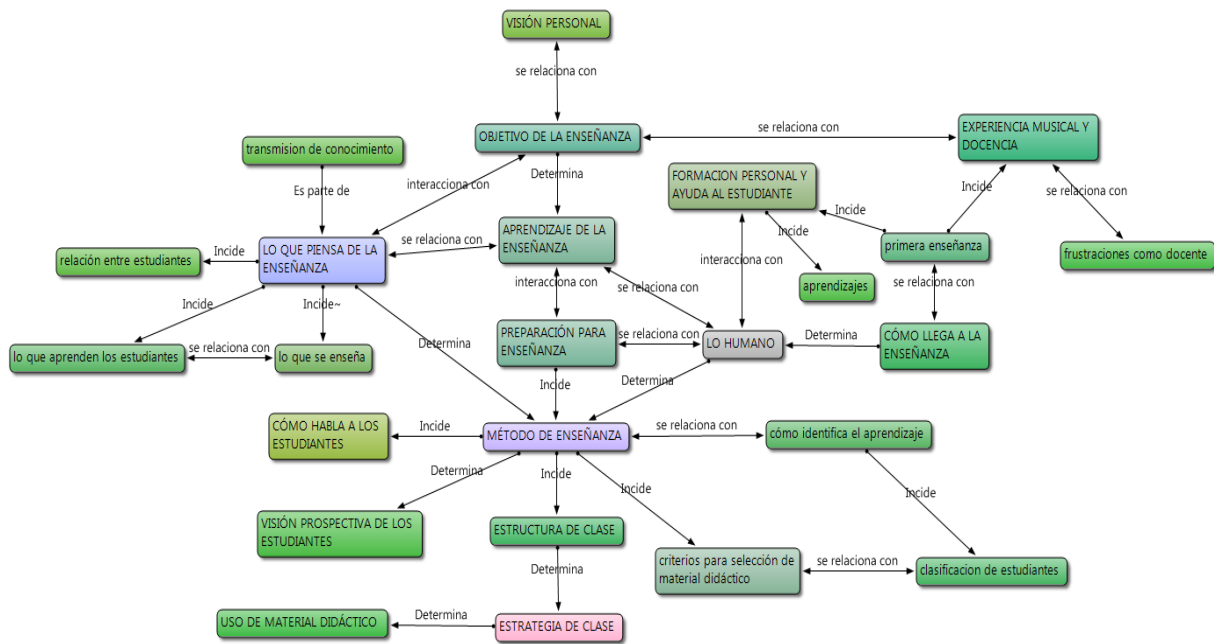 VISIÓN PERSONAL
se relaciona con
OBJETIVO DE LA ENSEÑANZA
se relaciona con
EXPERIENCIA MUSICAL Y
DOCENCIA
transmision de conocimiento
Es parte de
interacciona con
Determina
FORMACION PERSONAL Y
AYUDA AL ESTUDIANTE
Incide
se relaciona con
Incide
Incide
LO QUE PIENSA DE LA
ENSEÑANZA
se relaciona con
APRENDIZAJE DE LA
ENSEÑANZA
primera enseñanza
frustraciones como docente
relación entre estudiantes
Incide
interacciona con
se relaciona con
interacciona con
aprendizajes
se relaciona con
Incide
Incide~
Determina
PREPARACIÓN PARA
ENSEÑANZA
se relaciona con
LO HUMANO
Determina
CÓMO LLEGA A LA
ENSEÑANZA
lo que aprenden los estudiantes
se relaciona con
lo que se enseña
Incide
Determina
CÓMO HABLA A LOS
ESTUDIANTES
Incide
MÉTODO DE ENSEÑANZA
se relaciona con
cómo identifica el aprendizaje
Determina
Incide
Incide
Incide
VISIÓN PROSPECTIVA DE LOS
ESTUDIANTES
ESTRUCTURA DE CLASE
criterios para selección de
material didáctico
se relaciona con
clasificacion de estudiantes
Determina
USO DE MATERIAL DIDÁCTICO
Determina
ESTRATEGIA DE CLASE